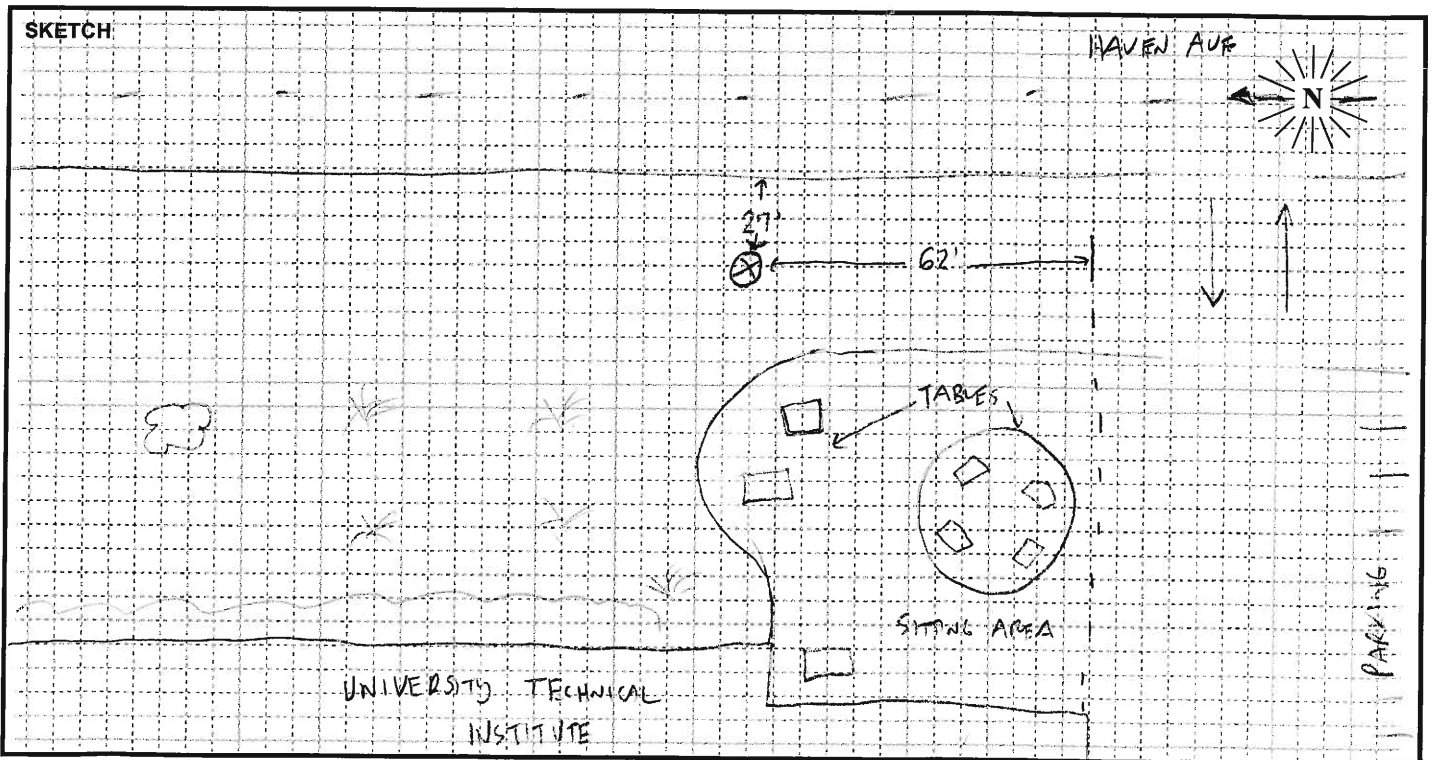 SKETCH
HAVEN AVE
N
27'
62'
TABLES
SITTING AREA
PARKING
UNIVERSITY TECHNICAL
INSTITUTE